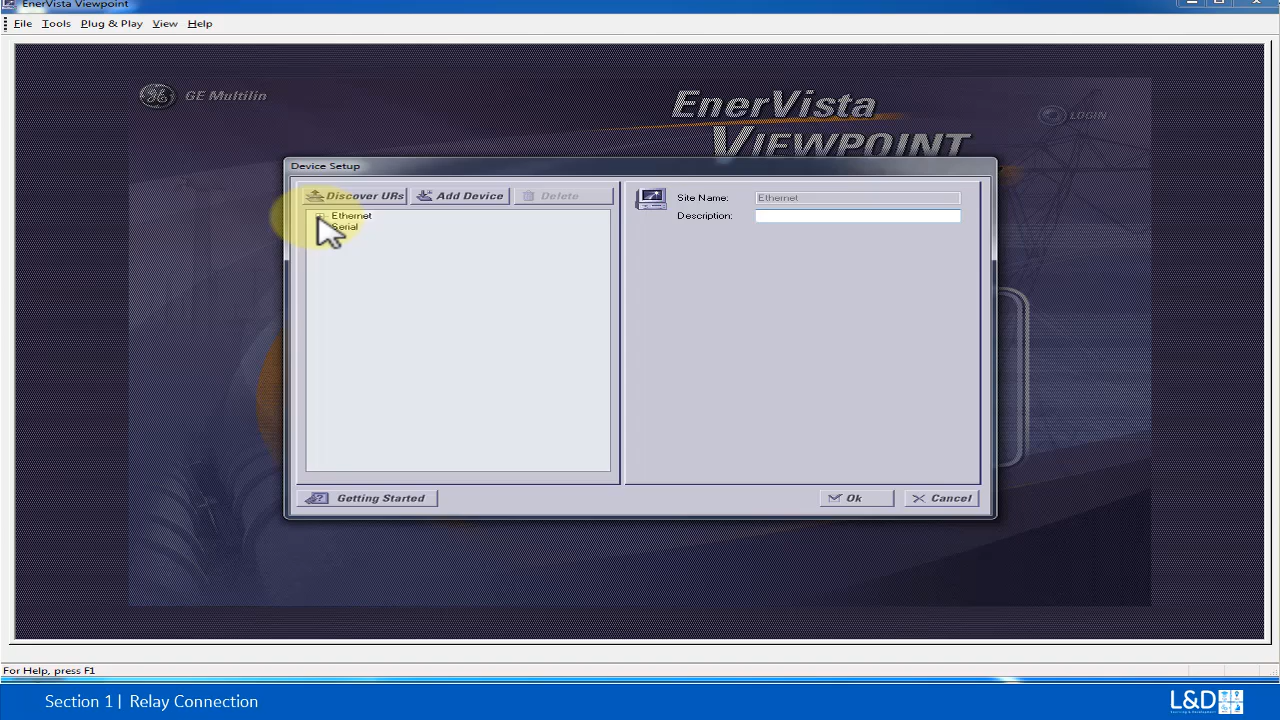 EnerVista Viewpoint
File Tools Plug & Play View Help
GE Multilin
EnerVista
VIEWPOINT
LOGIN
Device Setup
Discover URs Add Device Delete
Ethernet
Serial
Site Name: Ethernet
Description:
Getting Started
Ok Cancel
For Help, press F1
Section 1 | Relay Connection
L&D